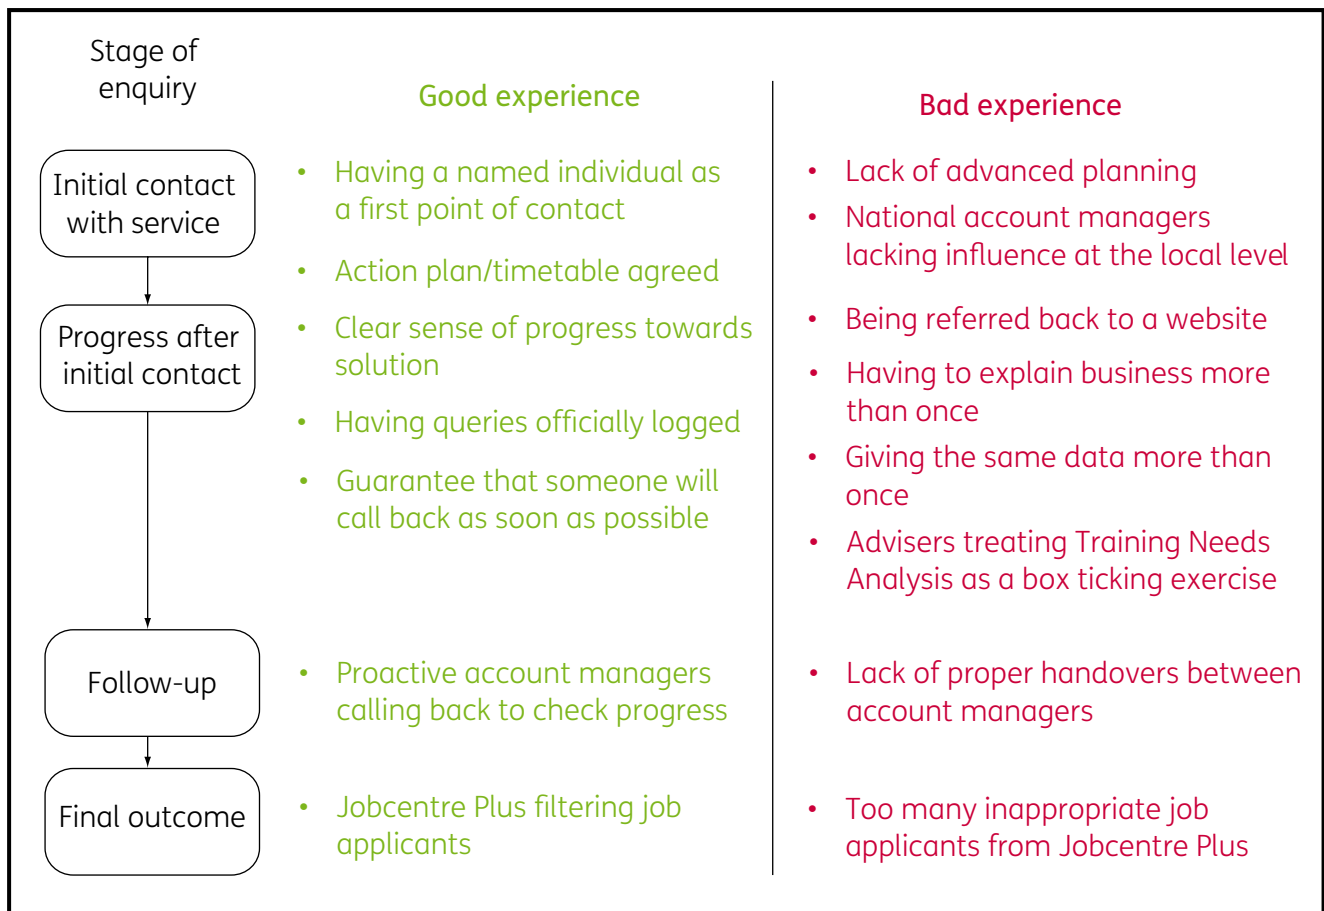 Stage of
enquiry
Good experience
Bad experience
Initial contact
with service
• Having a named individual as
a first point of contact
• Action plan/timetable agreed
• Lack of advanced planning
• National account managers
lacking influence at the local level
Progress after
initial contact
• Clear sense of progress towards
solution
• Having queries officially logged
• Guarantee that someone will
call back as soon as possible
• Being referred back to a website
• Having to explain business more
than once
• Giving the same data more than
once
• Advisers treating Training Needs
Analysis as a box ticking exercise
Follow-up
• Proactive account managers
calling back to check progress
• Lack of proper handovers between
account managers
Final outcome
• Jobcentre Plus filtering job
applicants
• Too many inappropriate job
applicants from Jobcentre Plus